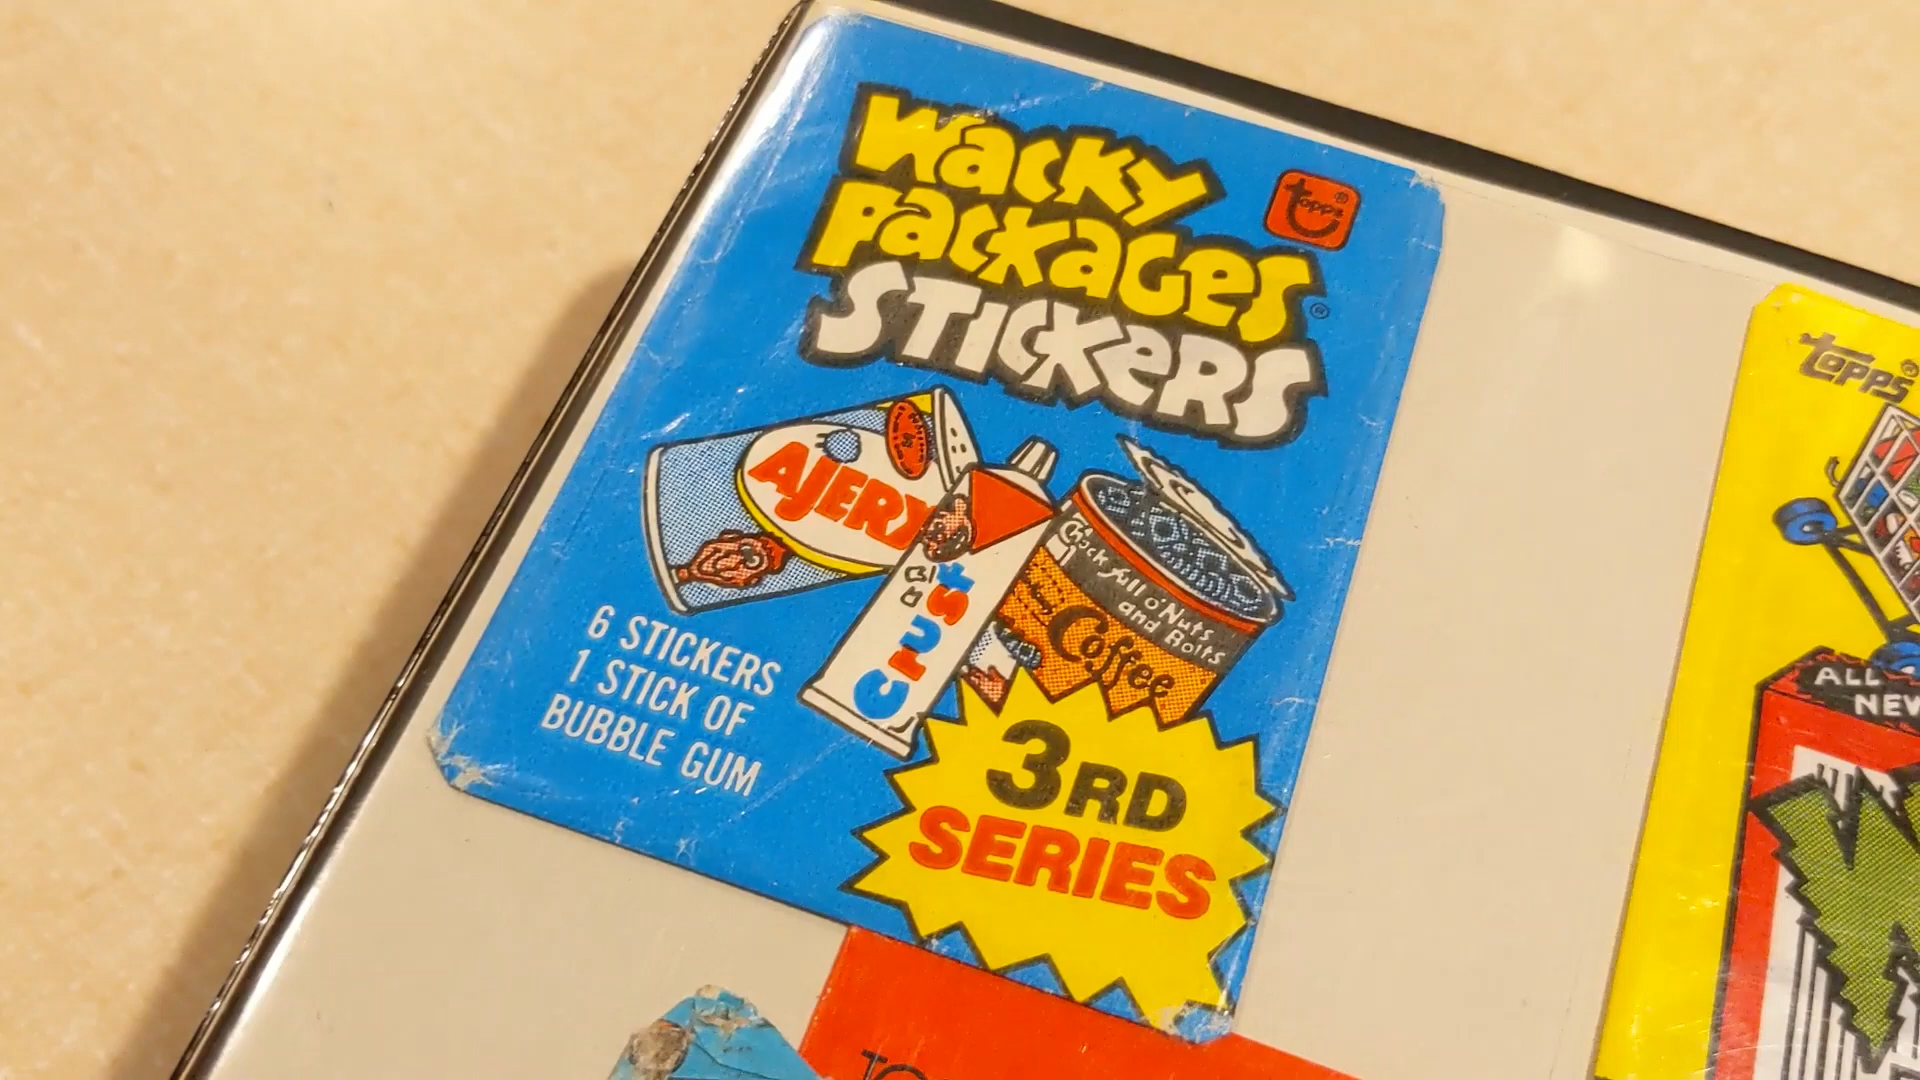 Wacky
Packages
Stickers
®
topps®
AJERX
Crust
Chock full o'Nuts
and Bolts
Coffee
6 STICKERS
1 STICK OF
BUBBLE GUM
3RD
SERIES
topps®
ALL
NEW